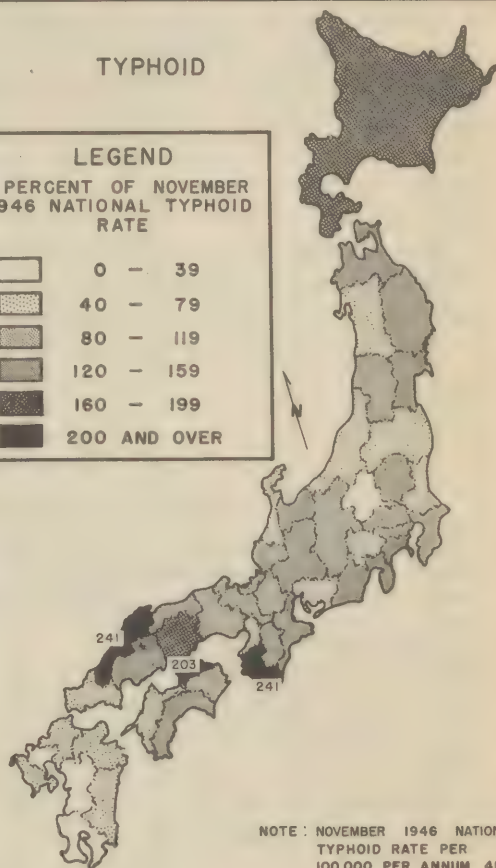 TYPHOID
LEGEND
PERCENT OF NOVEMBER
946 NATIONAL TYPHOID
RATE
0 – 39
40 – 79
80 – 119
120 – 159
160 – 199
200 AND OVER
N
241
203
241
NOTE : NOVEMBER 1946 NATION
TYPHOID RATE PER
100,000 PER ANNUM